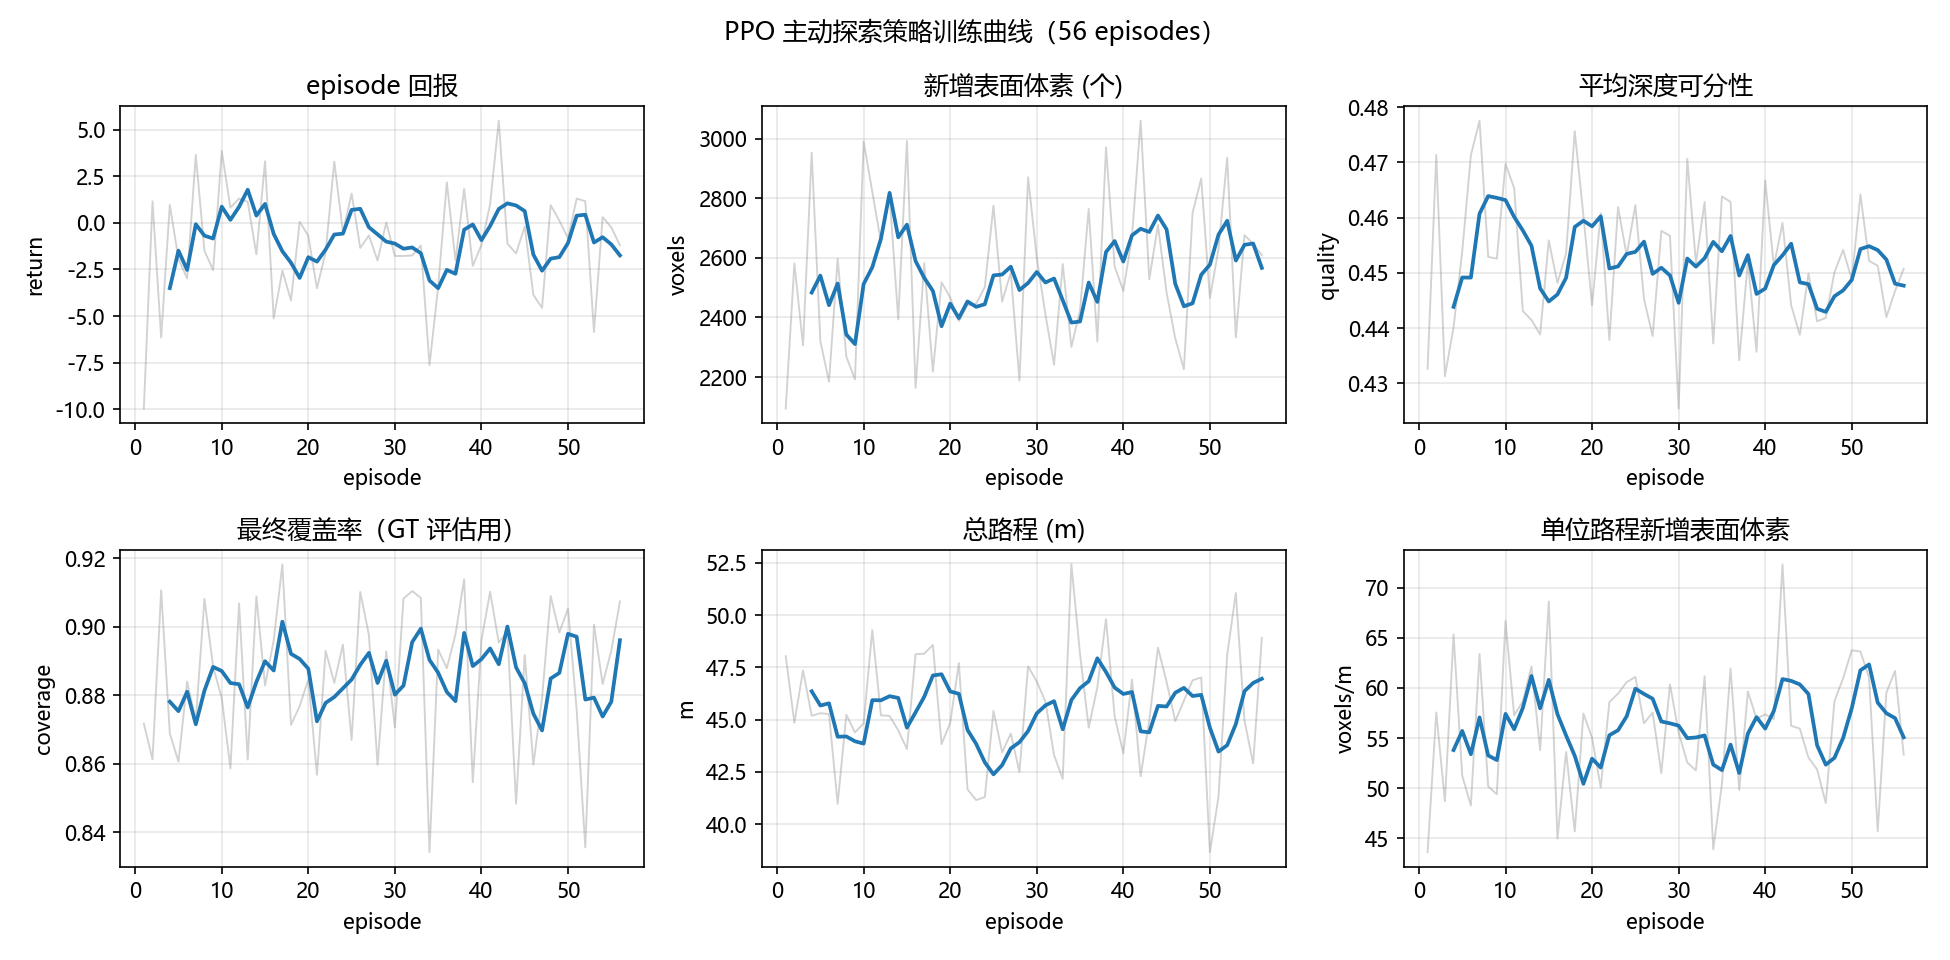 PPO 主动探索策略训练曲线（56 episodes）
episode 回报
return
5.0
2.5
0.0
-2.5
-5.0
-7.5
-10.0
0 10 20 30 40 50
episode
新增表面体素 (个)
voxels
3000
2800
2600
2400
2200
0 10 20 30 40 50
episode
平均深度可分性
quality
0.48
0.47
0.46
0.45
0.44
0.43
0 10 20 30 40 50
episode
最终覆盖率（GT 评估用）
coverage
0.92
0.90
0.88
0.86
0.84
0 10 20 30 40 50
episode
总路程 (m)
m
52.5
50.0
47.5
45.0
42.5
40.0
0 10 20 30 40 50
episode
单位路程新增表面体素
voxels/m
70
65
60
55
50
45
0 10 20 30 40 50
episode